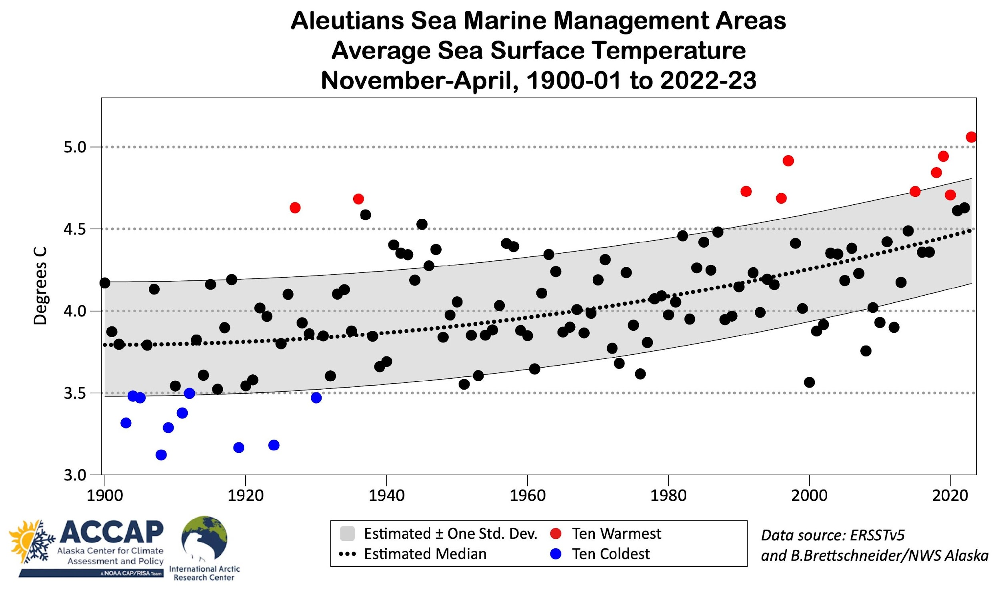 Aleutians Sea Marine Management Areas
Average Sea Surface Temperature
November-April, 1900-01 to 2022-23
Degrees C
5.0
4.5
4.0
3.5
3.0
1900
1920
1940
1960
1980
2000
2020
ACCAP
Alaska Center for Climate
Assessment and Policy
A NOAA CAP/RISA Team
International Arctic
Research Center
Estimated ± One Std. Dev.
Estimated Median
Ten Warmest
Ten Coldest
Data source: ERSSTv5
and B.Brettschneider/NWS Alaska